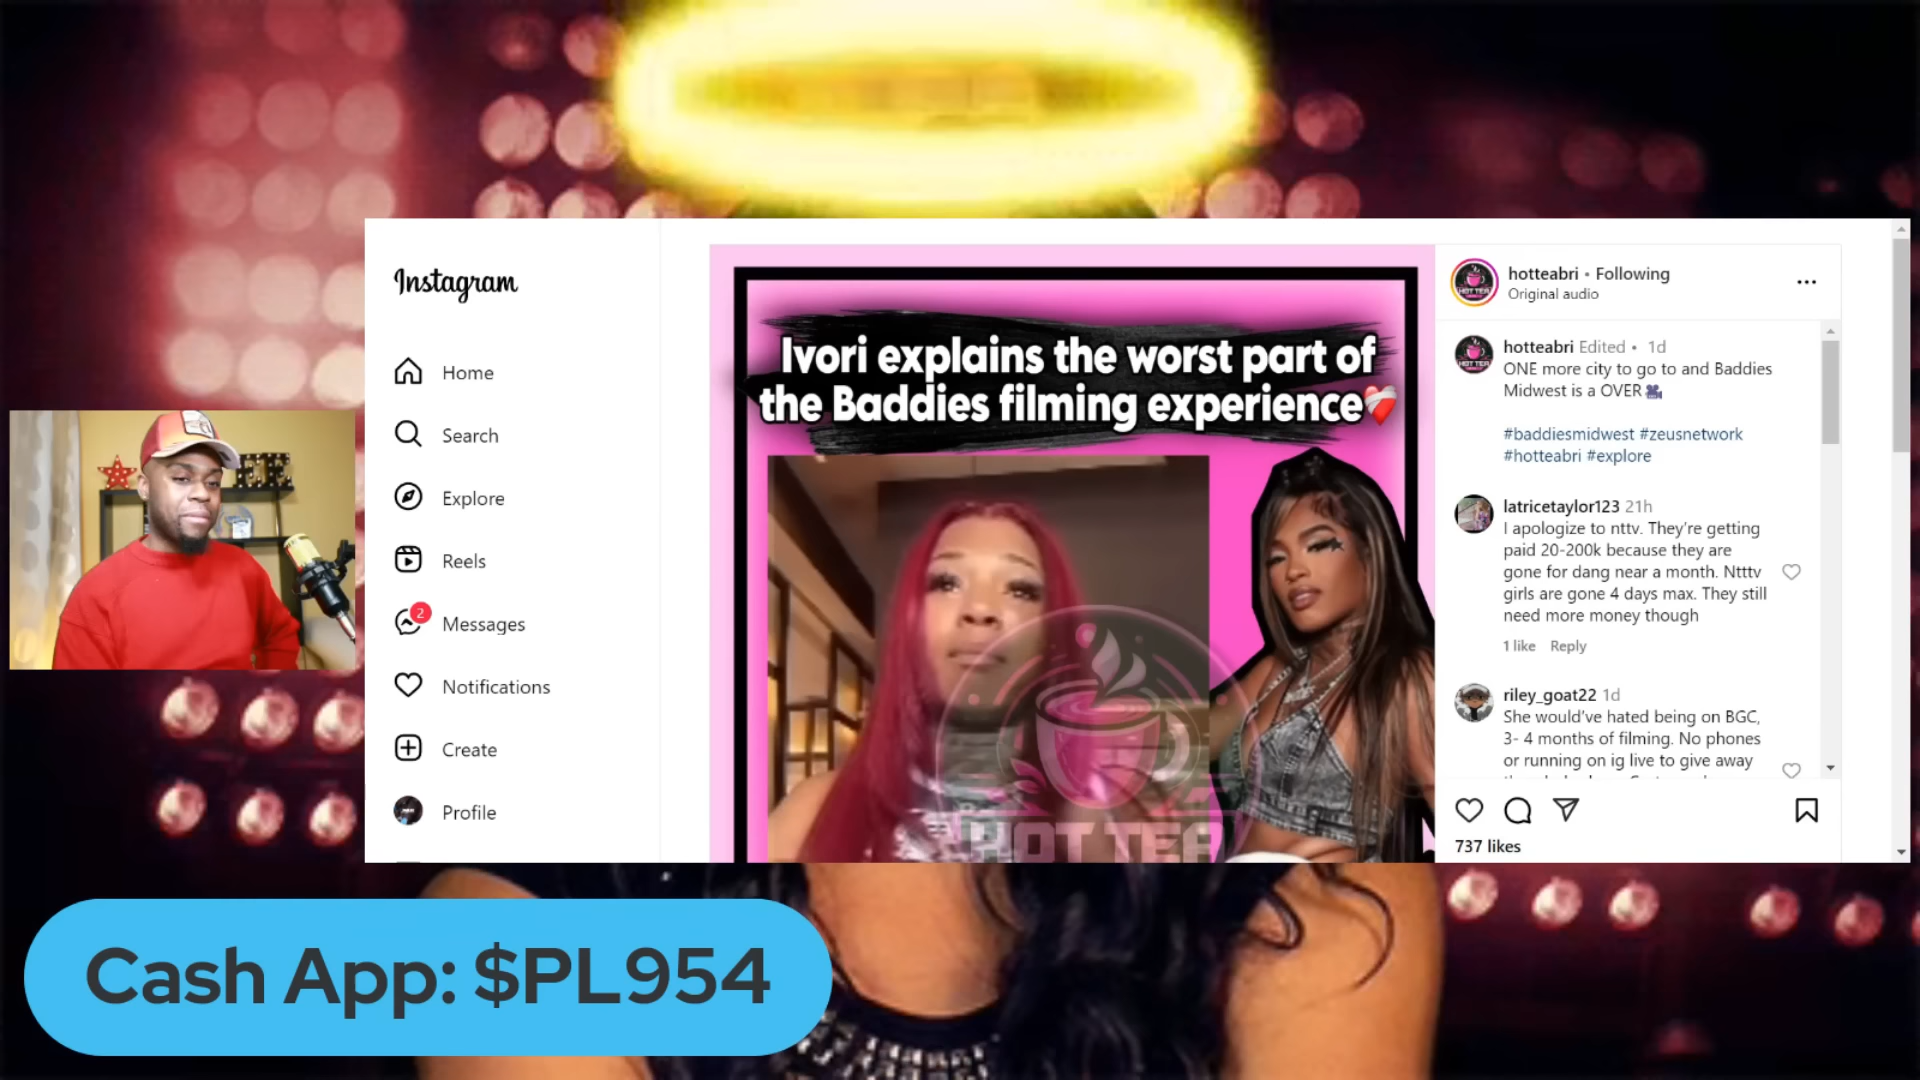 Instagram
Home
Search
Explore
Reels
2
Messages
Notifications
Create
Profile
Ivori explains the worst part of
the Baddies filming experience
HOT TEA
hotteabri • Following
Original audio
hotteabri Edited • 1d
ONE more city to go to and Baddies
Midwest is a OVER
#baddiesmidwest #zeusnetwork
#hotteabri #explore
latricetaylor123 21h
I apologize to nttv. They’re getting
paid 20-200k because they are
gone for dang near a month. Ntttv
girls are gone 4 days max. They still
need more money though
1 like Reply
riley_goat22 1d
She would’ve hated being on BGC,
3- 4 months of filming. No phones
or running on ig live to give away
737 likes
Cash App: $PL954